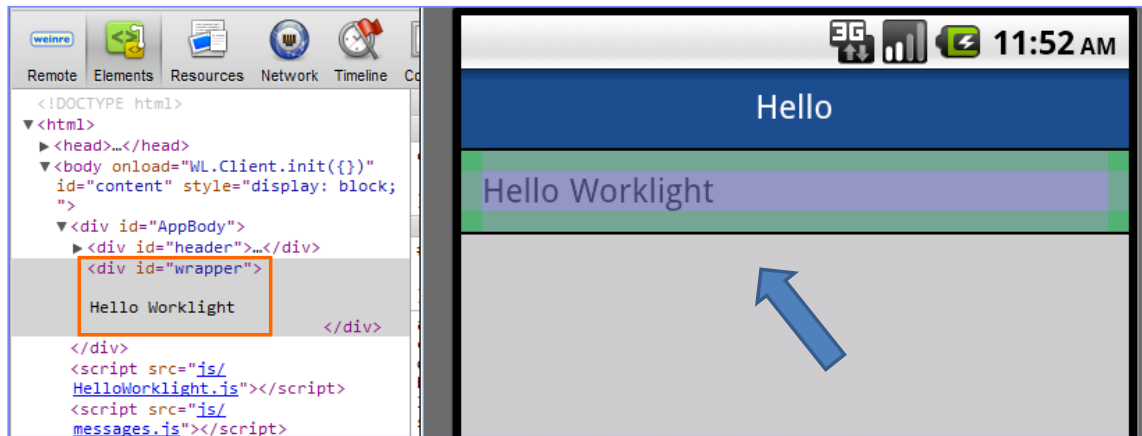 weinre
Remote Elements Resources Network Timeline Co
<!DOCTYPE html>
▼<html>
▶<head>…</head>
▼<body onload="WL.Client.init({})"
id="content" style="display: block;
">
▼<div id="AppBody">
▶<div id="header">…</div>
<div id="wrapper">
Hello Worklight
</div>
</div>
<script src="js/
HelloWorklight.js"></script>
<script src="js/
messages.js"></script>
3G 11:52 AM
Hello
Hello Worklight